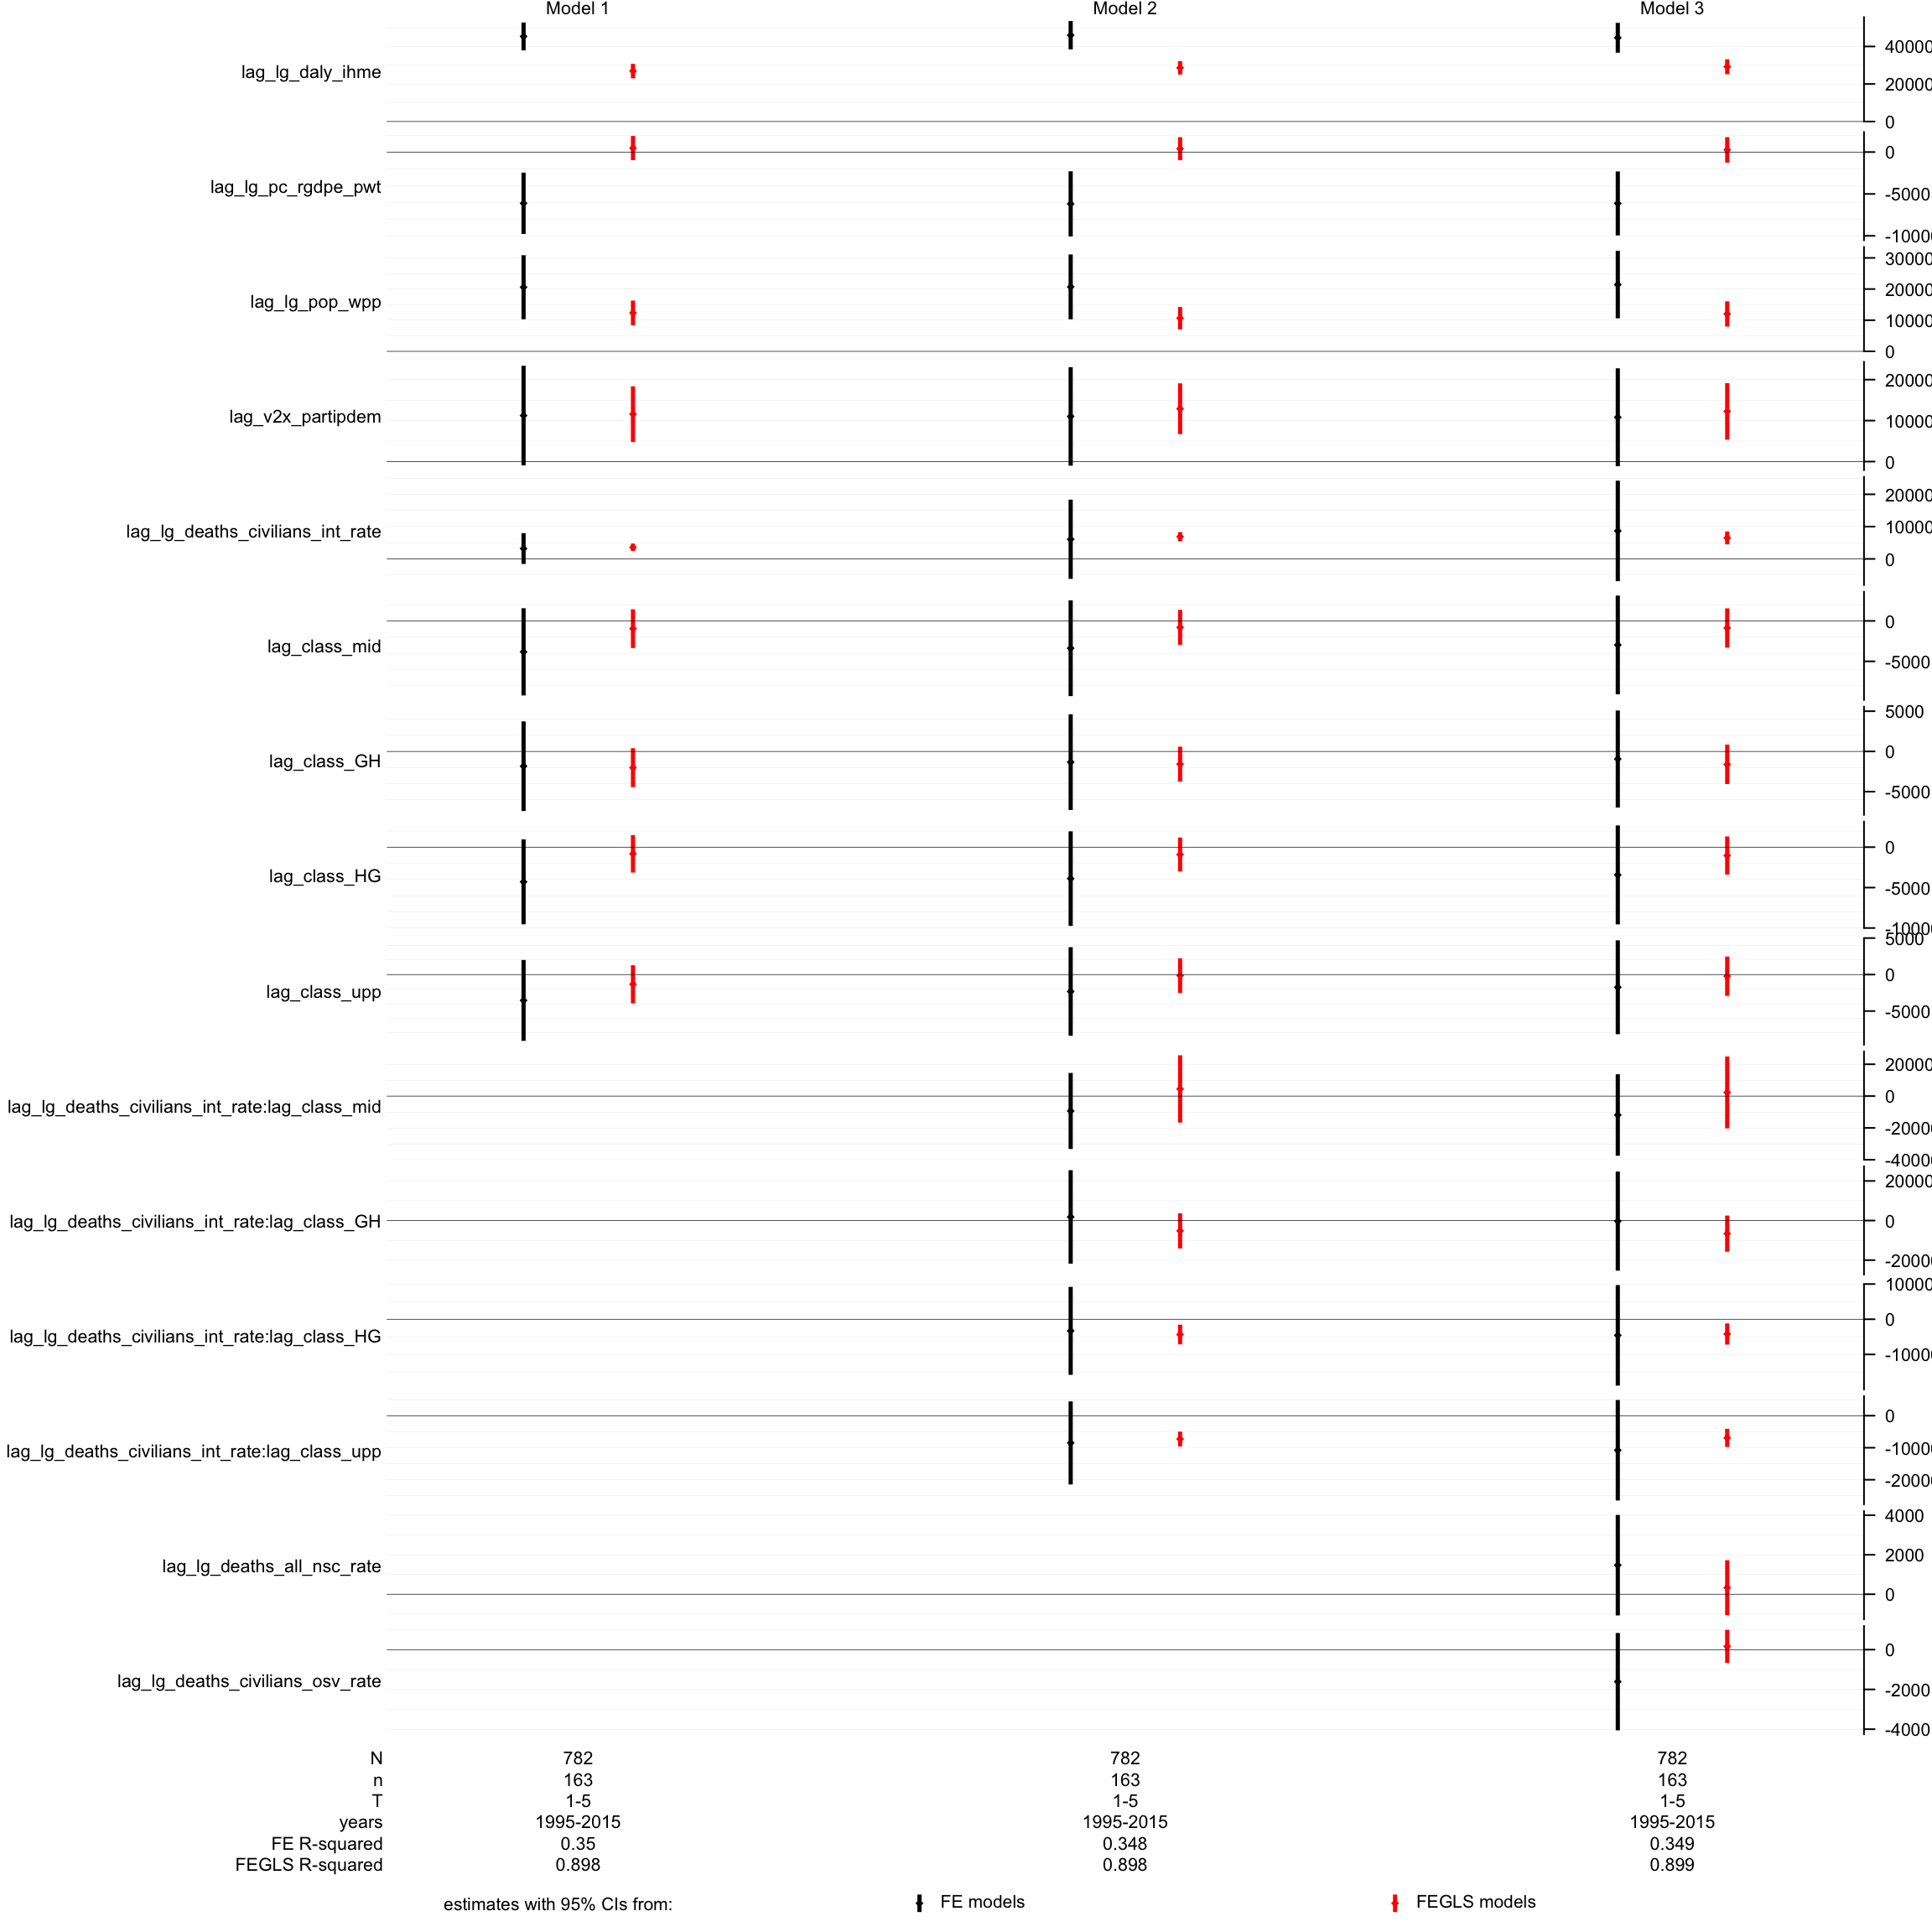 Model 1 Model 2 Model 3
lag_lg_daly_ihme
40000
20000
0
lag_lg_pc_rgdpe_pwt
0
-5000
-10000
lag_lg_pop_wpp
30000
20000
10000
0
lag_v2x_partipdem
20000
10000
0
lag_lg_deaths_civilians_int_rate
20000
10000
0
lag_class_mid
0
-5000
lag_class_GH
5000
0
-5000
lag_class_HG
0
-5000
-10000
lag_class_upp
5000
0
-5000
lag_lg_deaths_civilians_int_rate:lag_class_mid
20000
0
-20000
-40000
lag_lg_deaths_civilians_int_rate:lag_class_GH
20000
0
-20000
lag_lg_deaths_civilians_int_rate:lag_class_HG
10000
0
-10000
lag_lg_deaths_civilians_int_rate:lag_class_upp
0
-10000
-20000
lag_lg_deaths_all_nsc_rate
4000
2000
0
lag_lg_deaths_civilians_osv_rate
0
-2000
-4000
N 782 782 782
n 163 163 163
T 1-5 1-5 1-5
years 1995-2015 1995-2015 1995-2015
FE R-squared 0.35 0.348 0.349
FEGLS R-squared 0.898 0.898 0.899
estimates with 95% CIs from: FE models FEGLS models